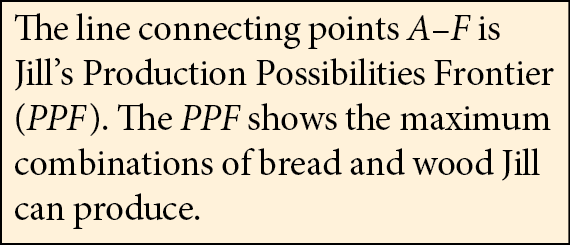 The line connecting points A–F is
Jill’s Production Possibilities Frontier
(PPF). The PPF shows the maximum
combinations of bread and wood Jill
can produce.